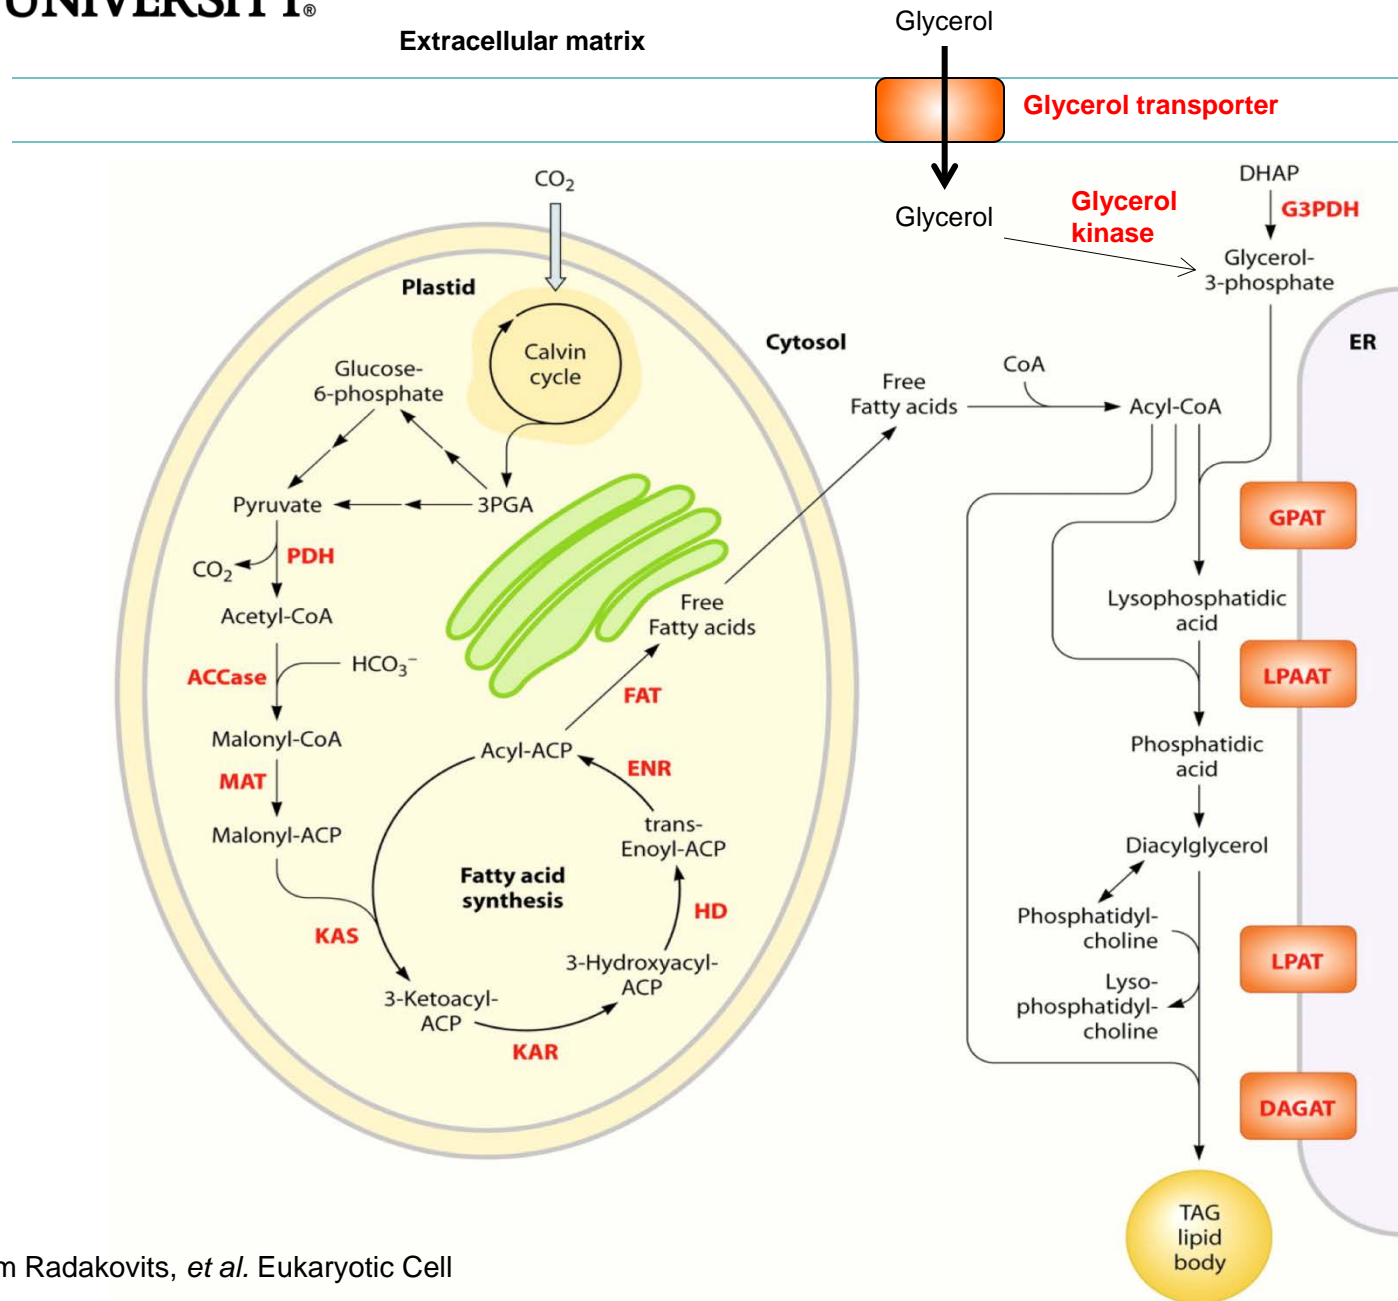 UNIVERSITY®
Extracellular matrix
Glycerol
Glycerol transporter
Glycerol
Glycerol
kinase
DHAP
G3PDH
Glycerol-
3-phosphate
CO2
Plastid
Calvin
cycle
Glucose-
6-phosphate
Pyruvate
3PGA
CO2
PDH
Acetyl-CoA
ACCase
HCO3−
Malonyl-CoA
MAT
Malonyl-ACP
KAS
Fatty acid
synthesis
3-Ketoacyl-
ACP
KAR
3-Hydroxyacyl-
ACP
HD
trans-
Enoyl-ACP
ENR
Acyl-ACP
FAT
Free
Fatty acids
Cytosol
Free
Fatty acids
CoA
Acyl-CoA
ER
GPAT
Lysophosphatidic
acid
LPAAT
Phosphatidic
acid
Diacylglycerol
Phosphatidyl-
choline
Lyso-
phosphatidyl-
choline
LPAT
DAGAT
TAG
lipid
body
m Radakovits, et al. Eukaryotic Cell